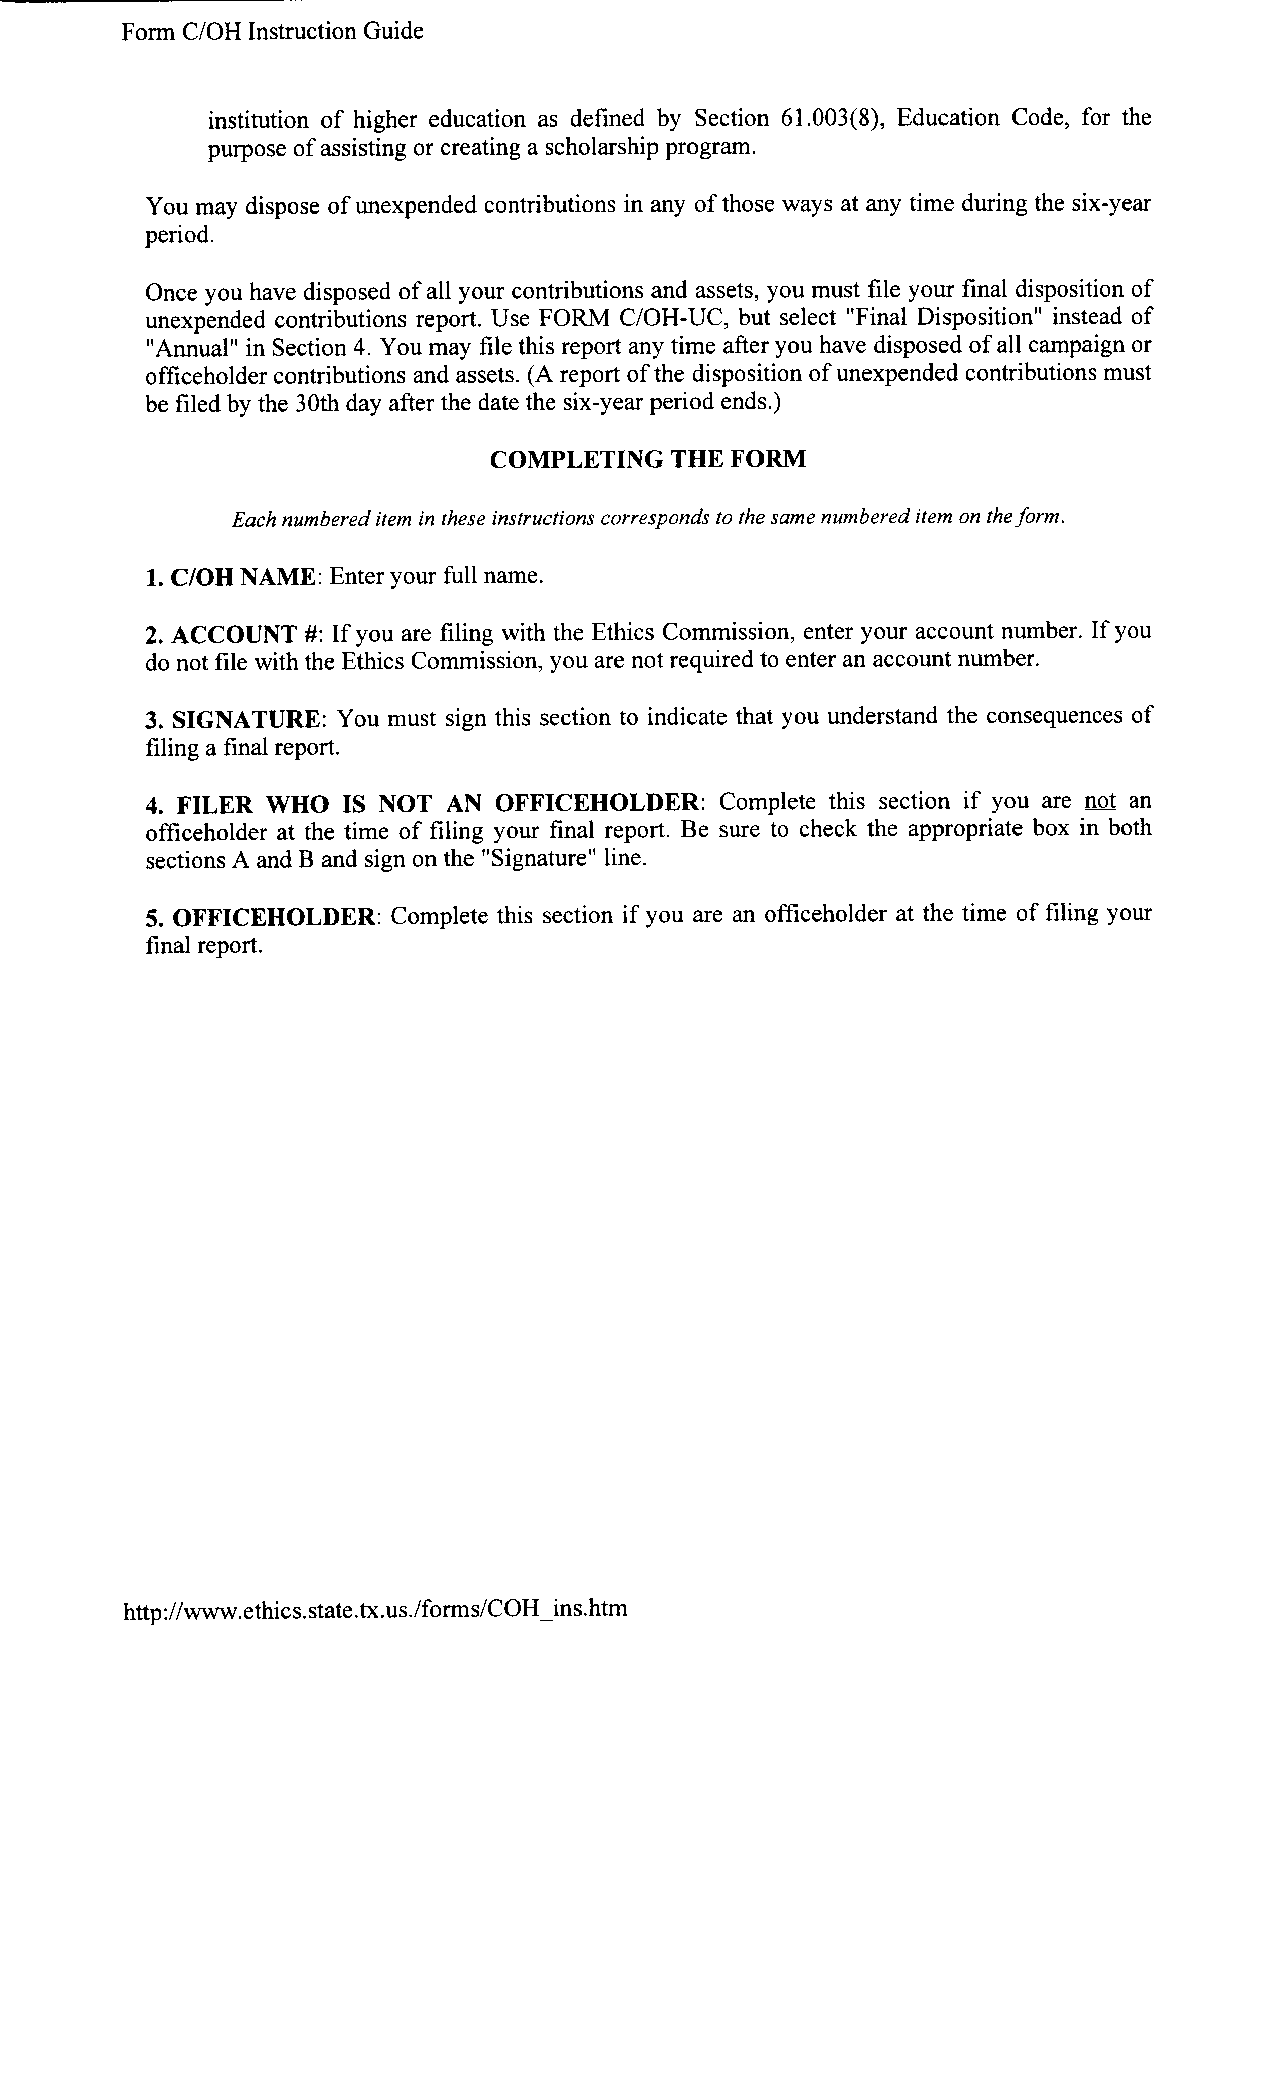 Form C/OH Instruction Guide
institution of higher education as defined by Section 61.003(8), Education Code, for the
purpose of assisting or creating a scholarship program.
You may dispose of unexpended contributions in any of those ways at any time during the six-year
period.
Once you have disposed of all your contributions and assets, you must file your final disposition of
unexpended contributions report. Use FORM C/OH-UC, but select "Final Disposition" instead of
"Annual" in Section 4. You may file this report any time after you have disposed of all campaign or
officeholder contributions and assets. (A report of the disposition of unexpended contributions must
be filed by the 30th day after the date the six-year period ends.)
COMPLETING THE FORM
Each numbered item in these instructions corresponds to the same numbered item on the form.
1. C/OH NAME: Enter your full name.
2. ACCOUNT #: If you are filing with the Ethics Commission, enter your account number. If you
do not file with the Ethics Commission, you are not required to enter an account number.
3. SIGNATURE: You must sign this section to indicate that you understand the consequences of
filing a final report.
4. FILER WHO IS NOT AN OFFICEHOLDER: Complete this section if you are not an
officeholder at the time of filing your final report. Be sure to check the appropriate box in both
sections A and B and sign on the "Signature" line.
5. OFFICEHOLDER: Complete this section if you are an officeholder at the time of filing your
final report.
http://www.ethics.state.tx.us./forms/COH_ins.htm